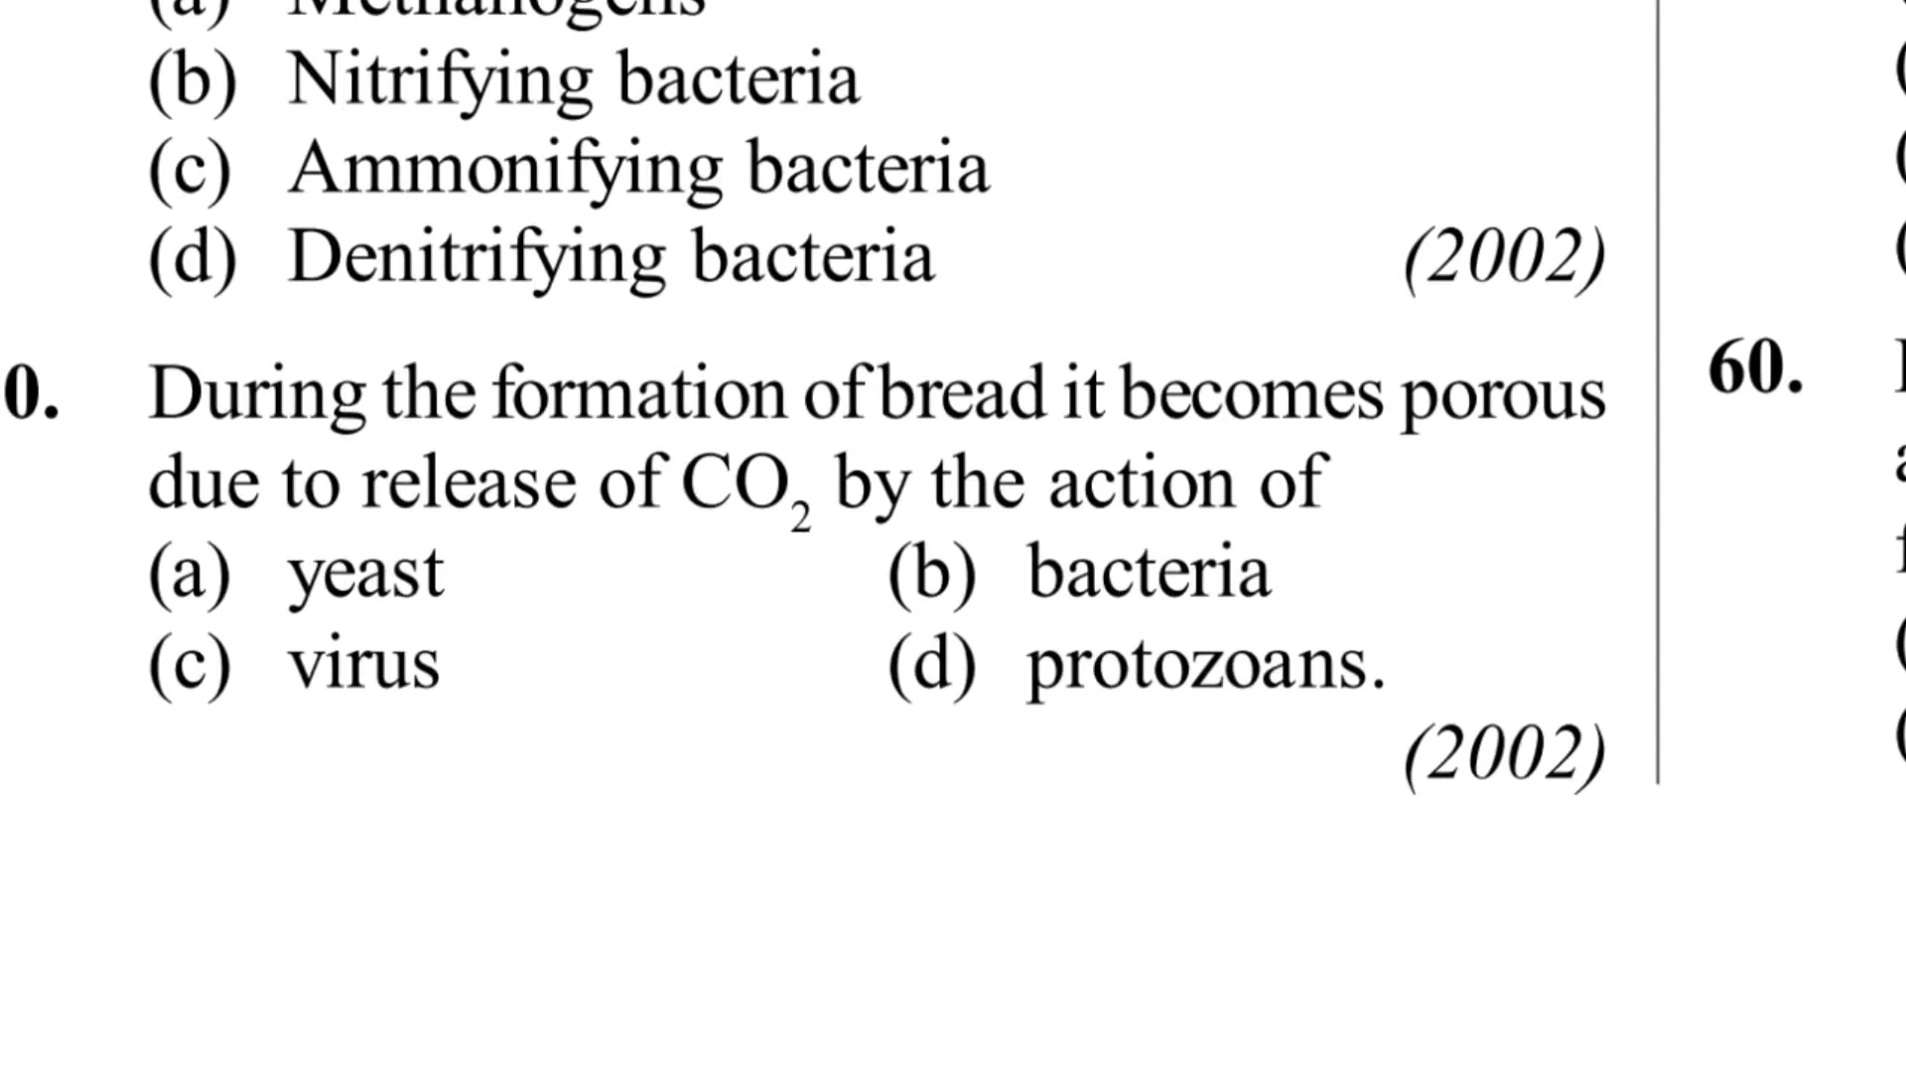 (a) Methanogens
(b) Nitrifying bacteria
(c) Ammonifying bacteria
(d) Denitrifying bacteria (2002)
0. During the formation of bread it becomes porous
due to release of CO₂ by the action of
(a) yeast (b) bacteria
(c) virus (d) protozoans.
(2002)
60.